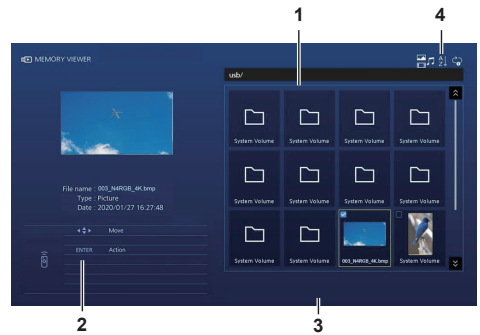 1
4
MEMORY VIEWER
usb/
System Volume System Volume System Volume System Volume
File name : 003_N4RGB_4K.bmp
Type : Picture
Date : 2020/01/27 16:27:48
System Volume System Volume System Volume System Volume
Move
ENTER Action
System Volume System Volume 003_N4RGB_4K.bmp System Volume
2
3